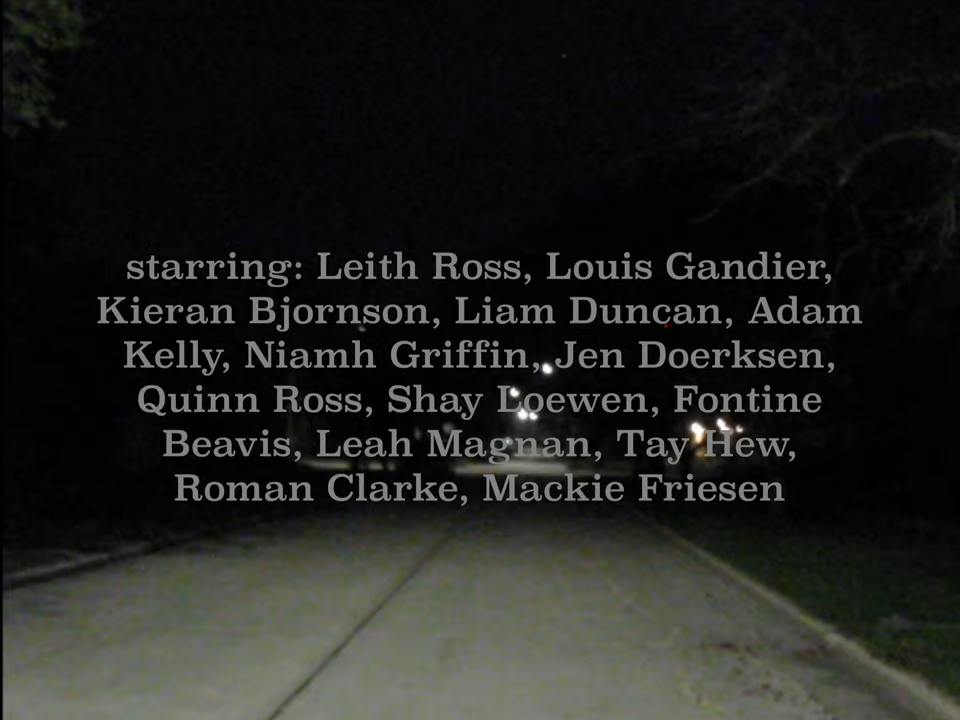 starring: Leith Ross, Louis Gandier,
Kieran Bjornson, Liam Duncan, Adam
Kelly, Niamh Griffin, Jen Doerksen,
Quinn Ross, Shay Loewen, Fontine
Beavis, Leah Magnan, Tay Hew,
Roman Clarke, Mackie Friesen